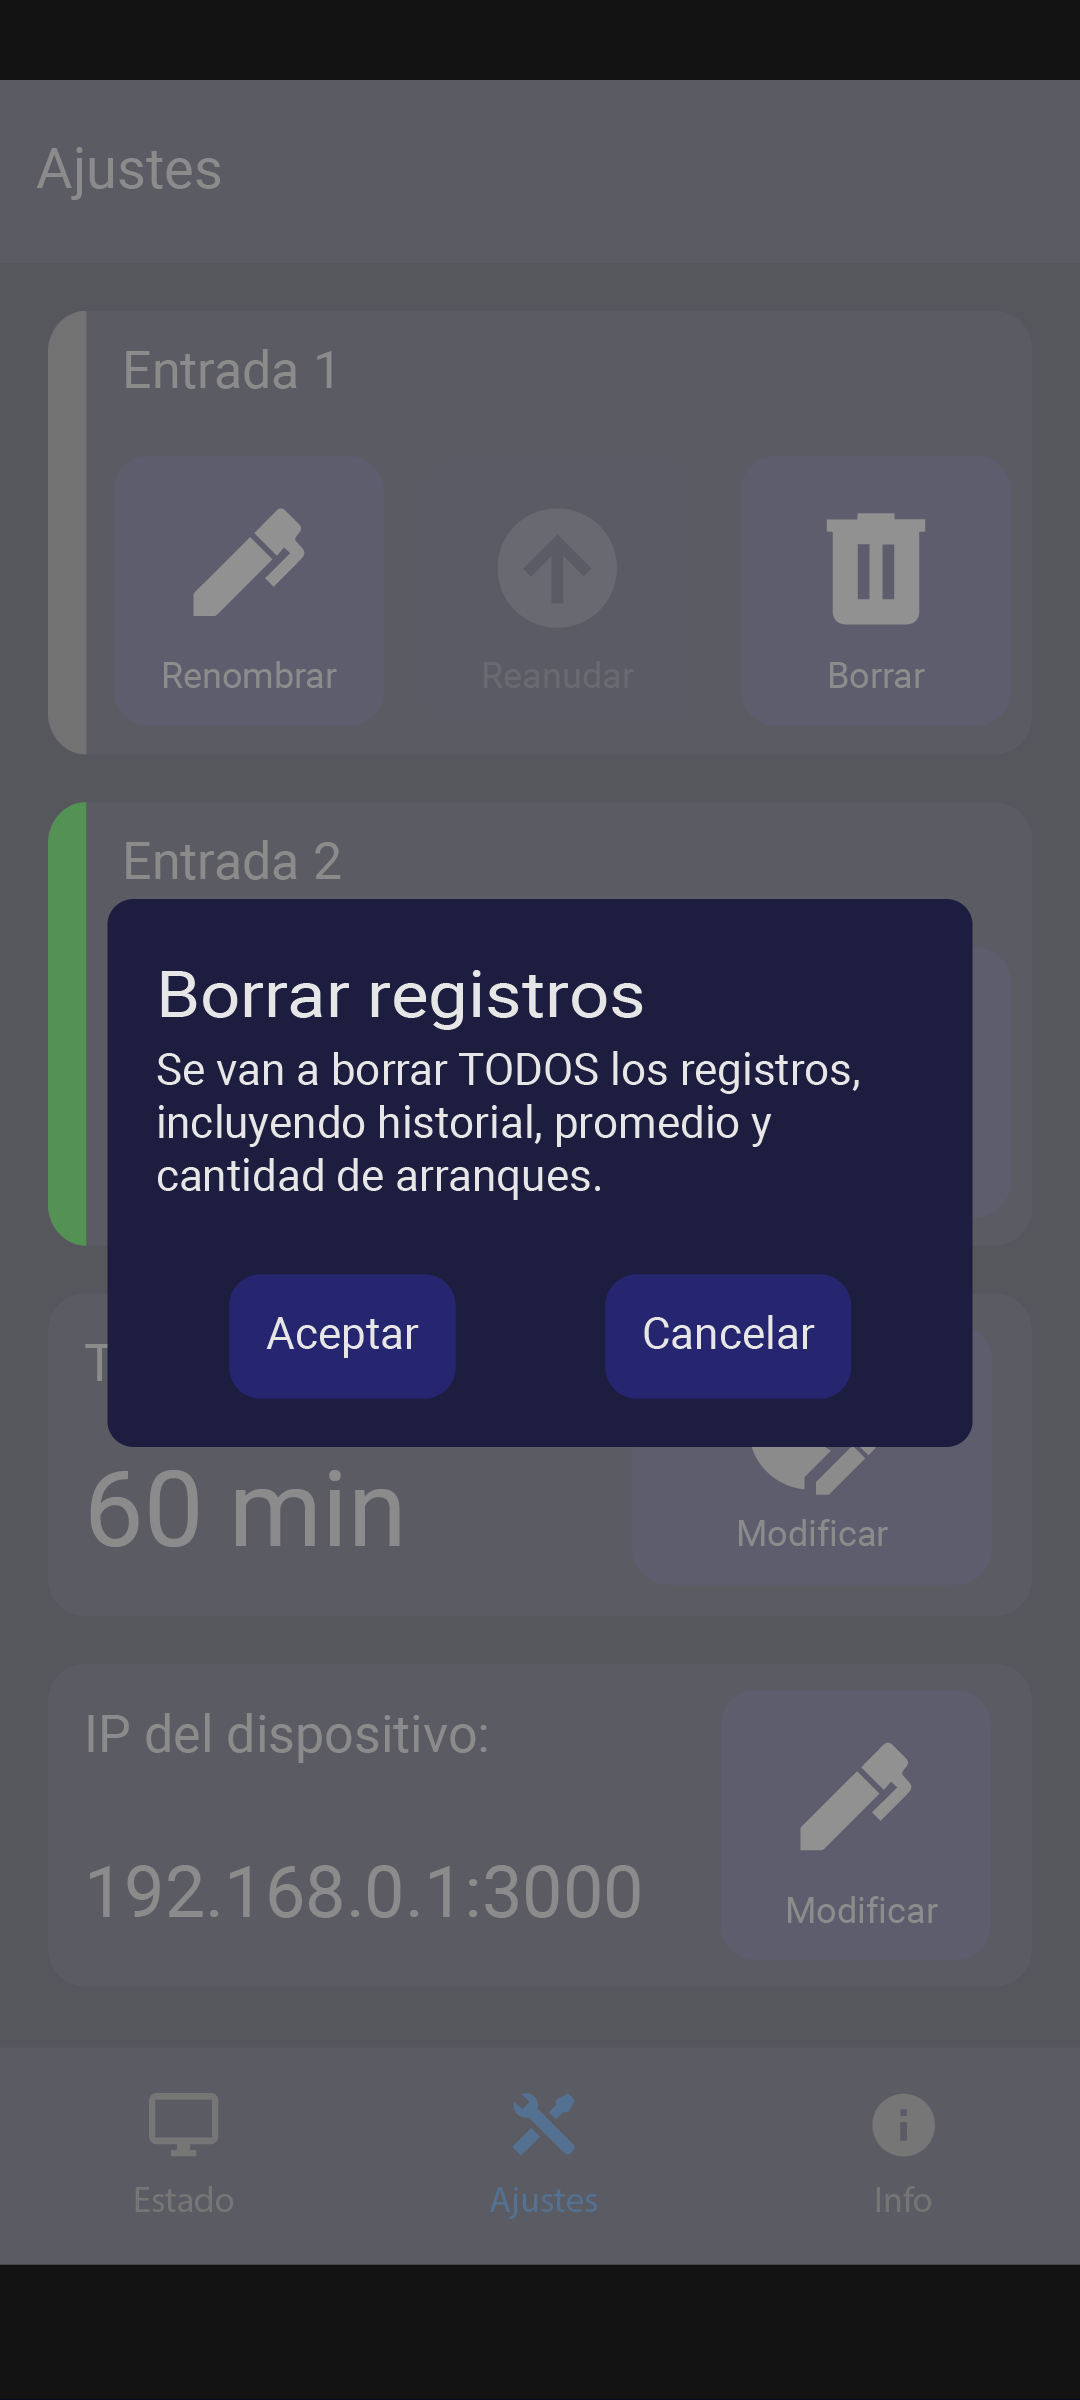 Ajustes
Entrada 1
Renombrar
Reanudar
Borrar
Entrada 2
Borrar registros
Se van a borrar TODOS los registros,
incluyendo historial, promedio y
cantidad de arranques.
Aceptar
Cancelar
60 min
Modificar
IP del dispositivo:
192.168.0.1:3000
Modificar
Estado
Ajustes
Info